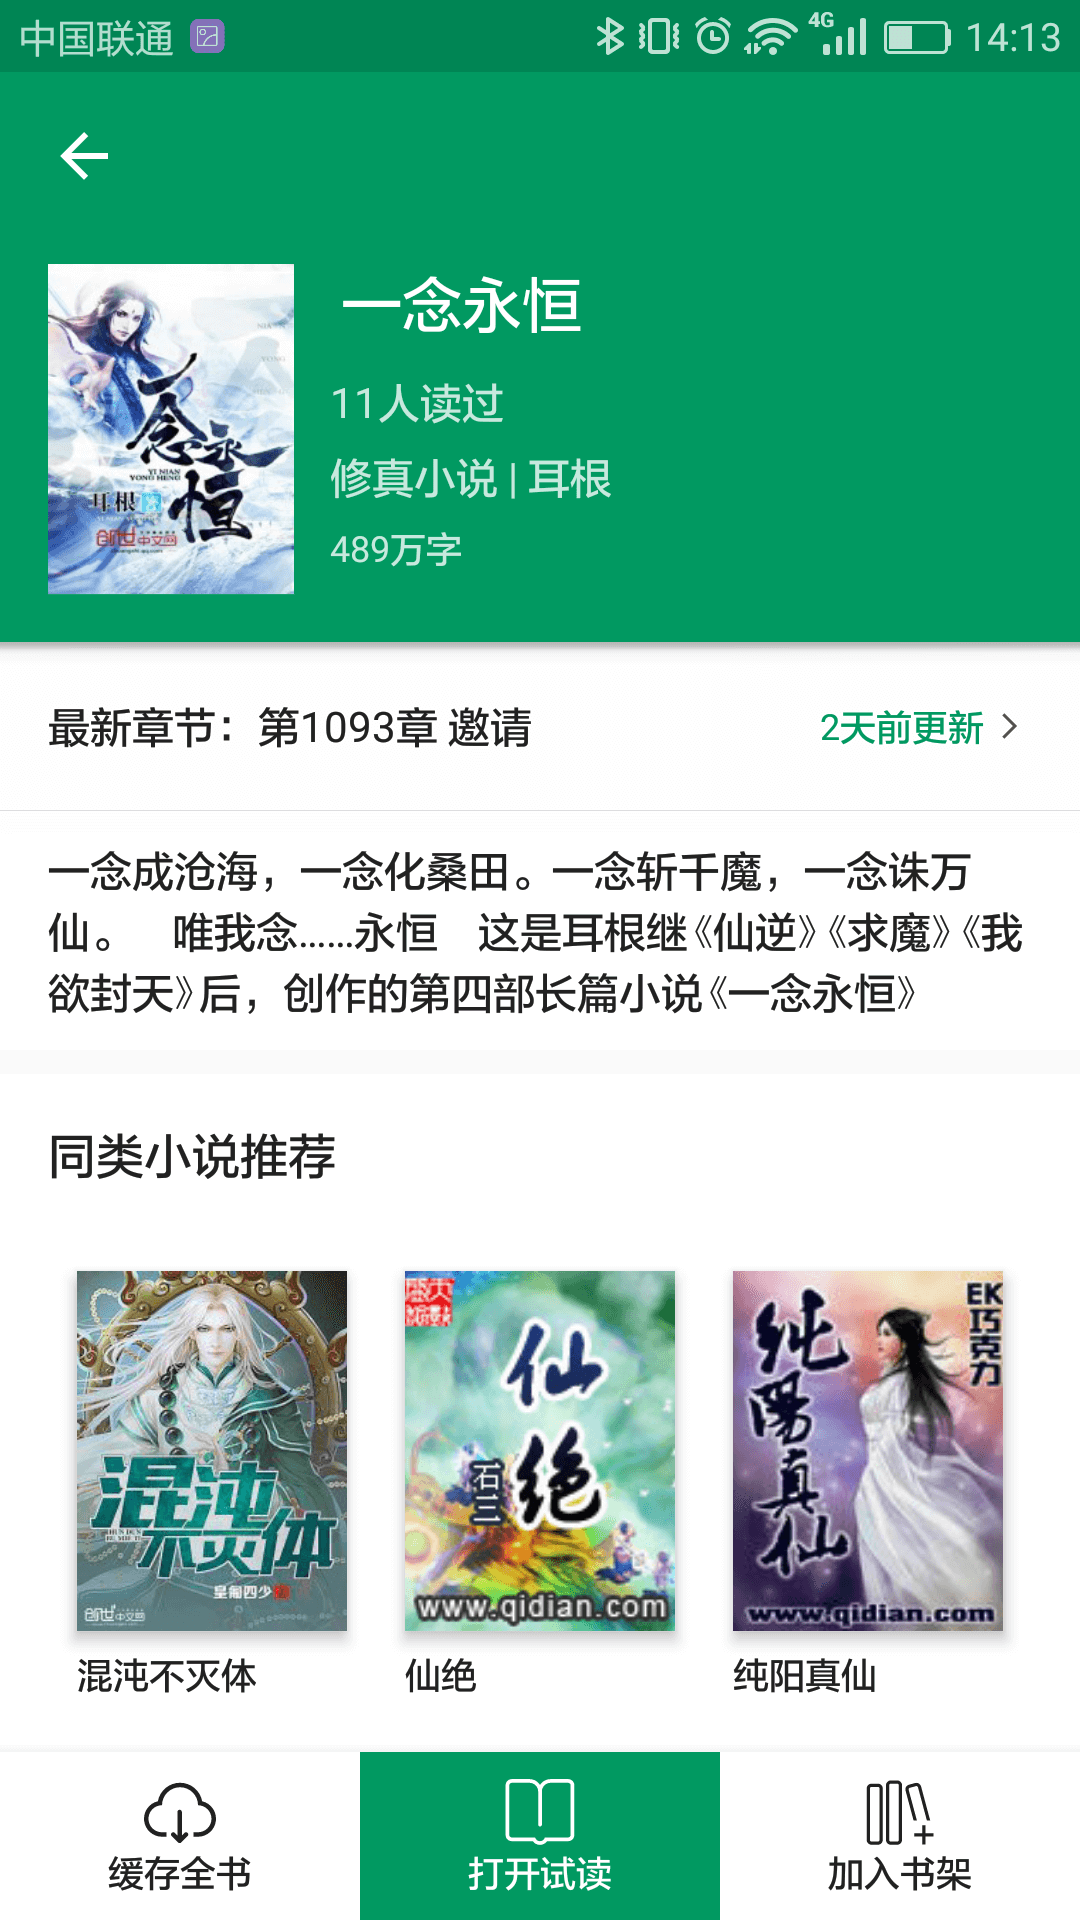 中国联通
4G 14:13
一念永恒
11人读过
修真小说 | 耳根
489万字
一念永恒
YI NIAN
YONG HENG
耳根
创世中文网
最新章节：第1093章 邀请
2天前更新
一念成沧海，一念化桑田。一念斩千魔，一念诛万
仙。 唯我念……永恒 这是耳根继《仙逆》《求魔》《我
欲封天》后，创作的第四部长篇小说《一念永恒》
同类小说推荐
混沌不灭体
皇甫四少
创世中文网
仙绝
石三
www.qidian.com
EK巧克力
纯阳真仙
www.qidian.com
混沌不灭体
仙绝
纯阳真仙
缓存全书
打开试读
加入书架